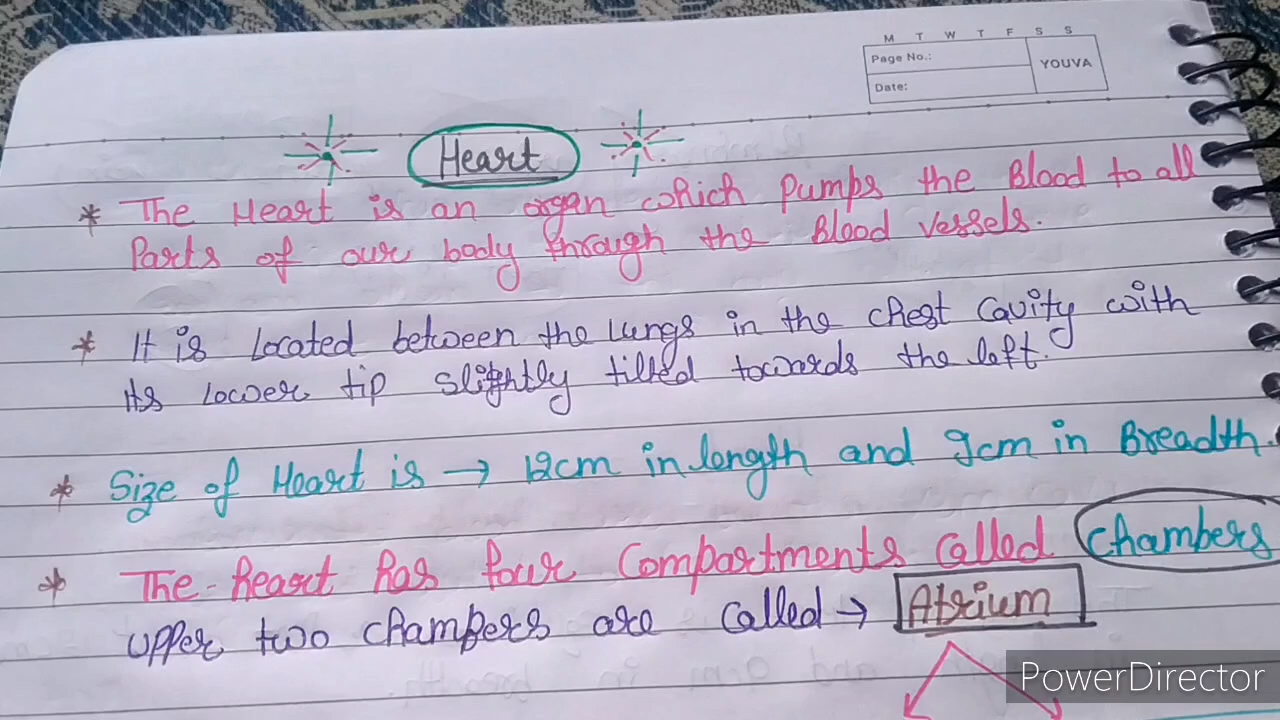 M T W T F S S
Page No.:
YOUVA
Date:
Heart
* The Heart is an organ which Pumps the Blood to all
Parts of our body through the Blood vessels.
* It is Located between the Lungs in the chest Cavity with
its Lower tip slightly tilted towards the left.
* Size of Heart is → 12cm in length and 9cm in Breadth.
* The Heart has four Compartments Called Chambers
Upper two chambers are Called → Atrium
PowerDirector